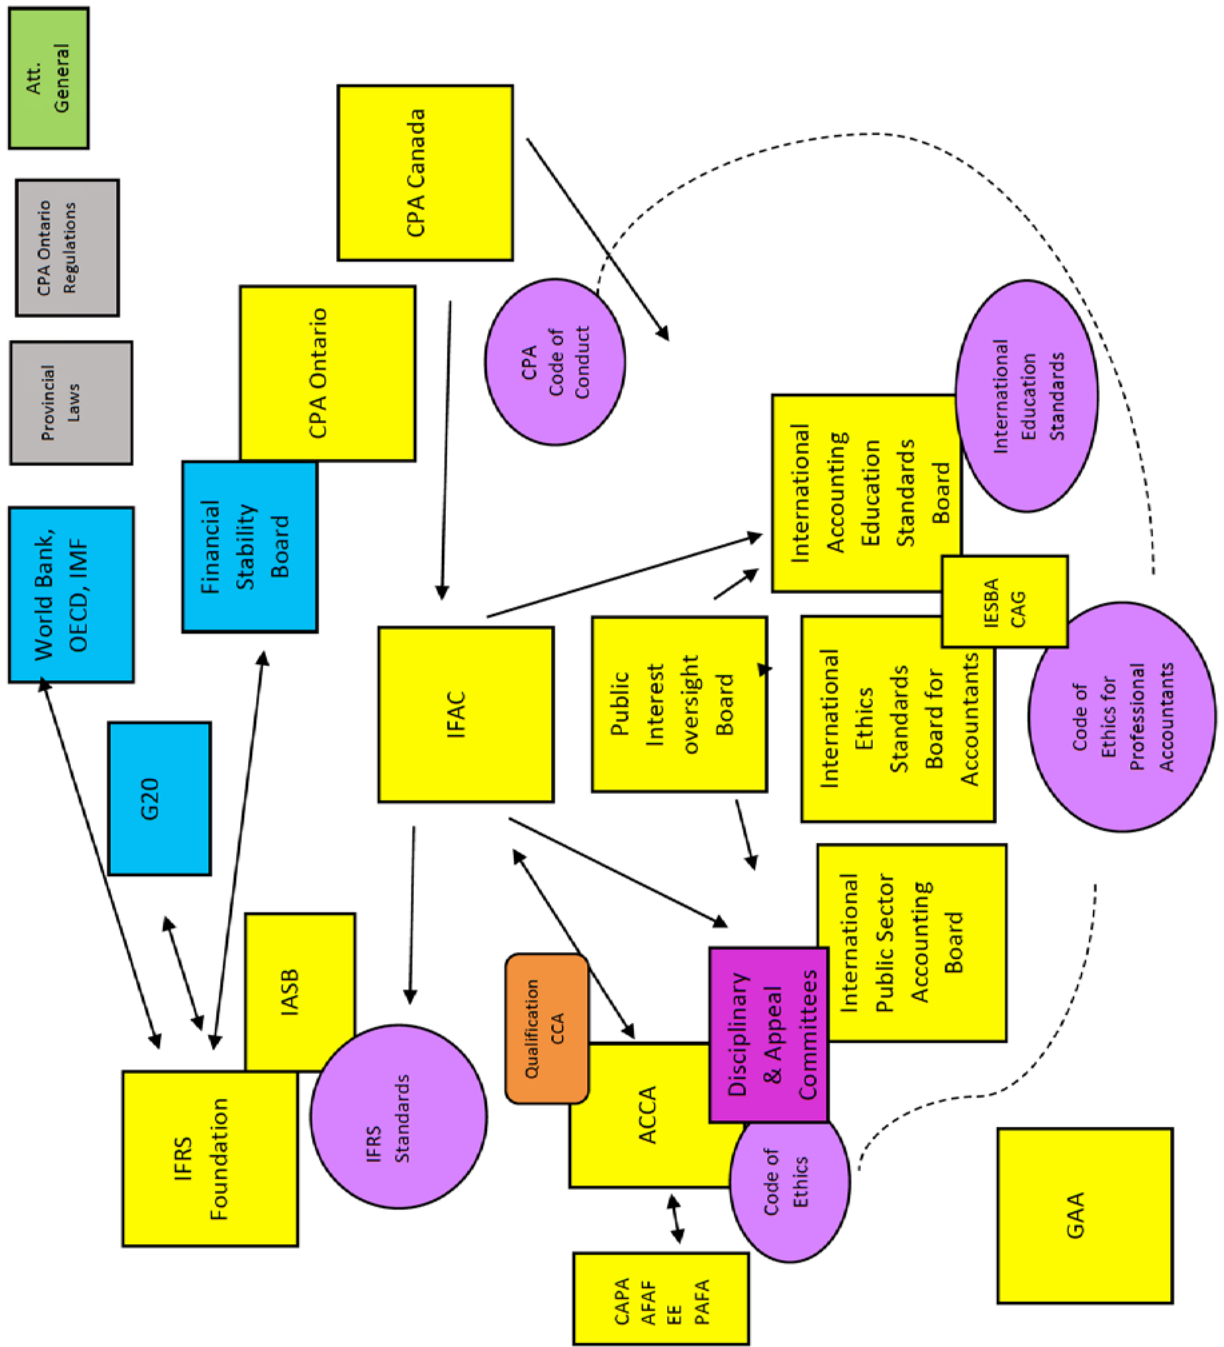 World Bank,
OECD, IMF
Provincial
Laws
CPA Ontario
Regulations
Att.
General
G20
IFRS
Foundation
Financial
Stability
Board
IASB
CPA Ontario
IFRS
Standards
IFAC
CPA Canada
Qualification
CCA
CPA
Code of
Conduct
CAPA
AFAF
EE
PAFA
ACCA
Public
Interest
oversight
Board
Disciplinary
& Appeal
Committees
Code of
Ethics
International
Public Sector
Accounting
Board
International
Ethics
Standards
Board for
Accountants
International
Accounting
Education
Standards
Board
IESBA
CAG
International
Education
Standards
GAA
Code of
Ethics for
Professional
Accountants